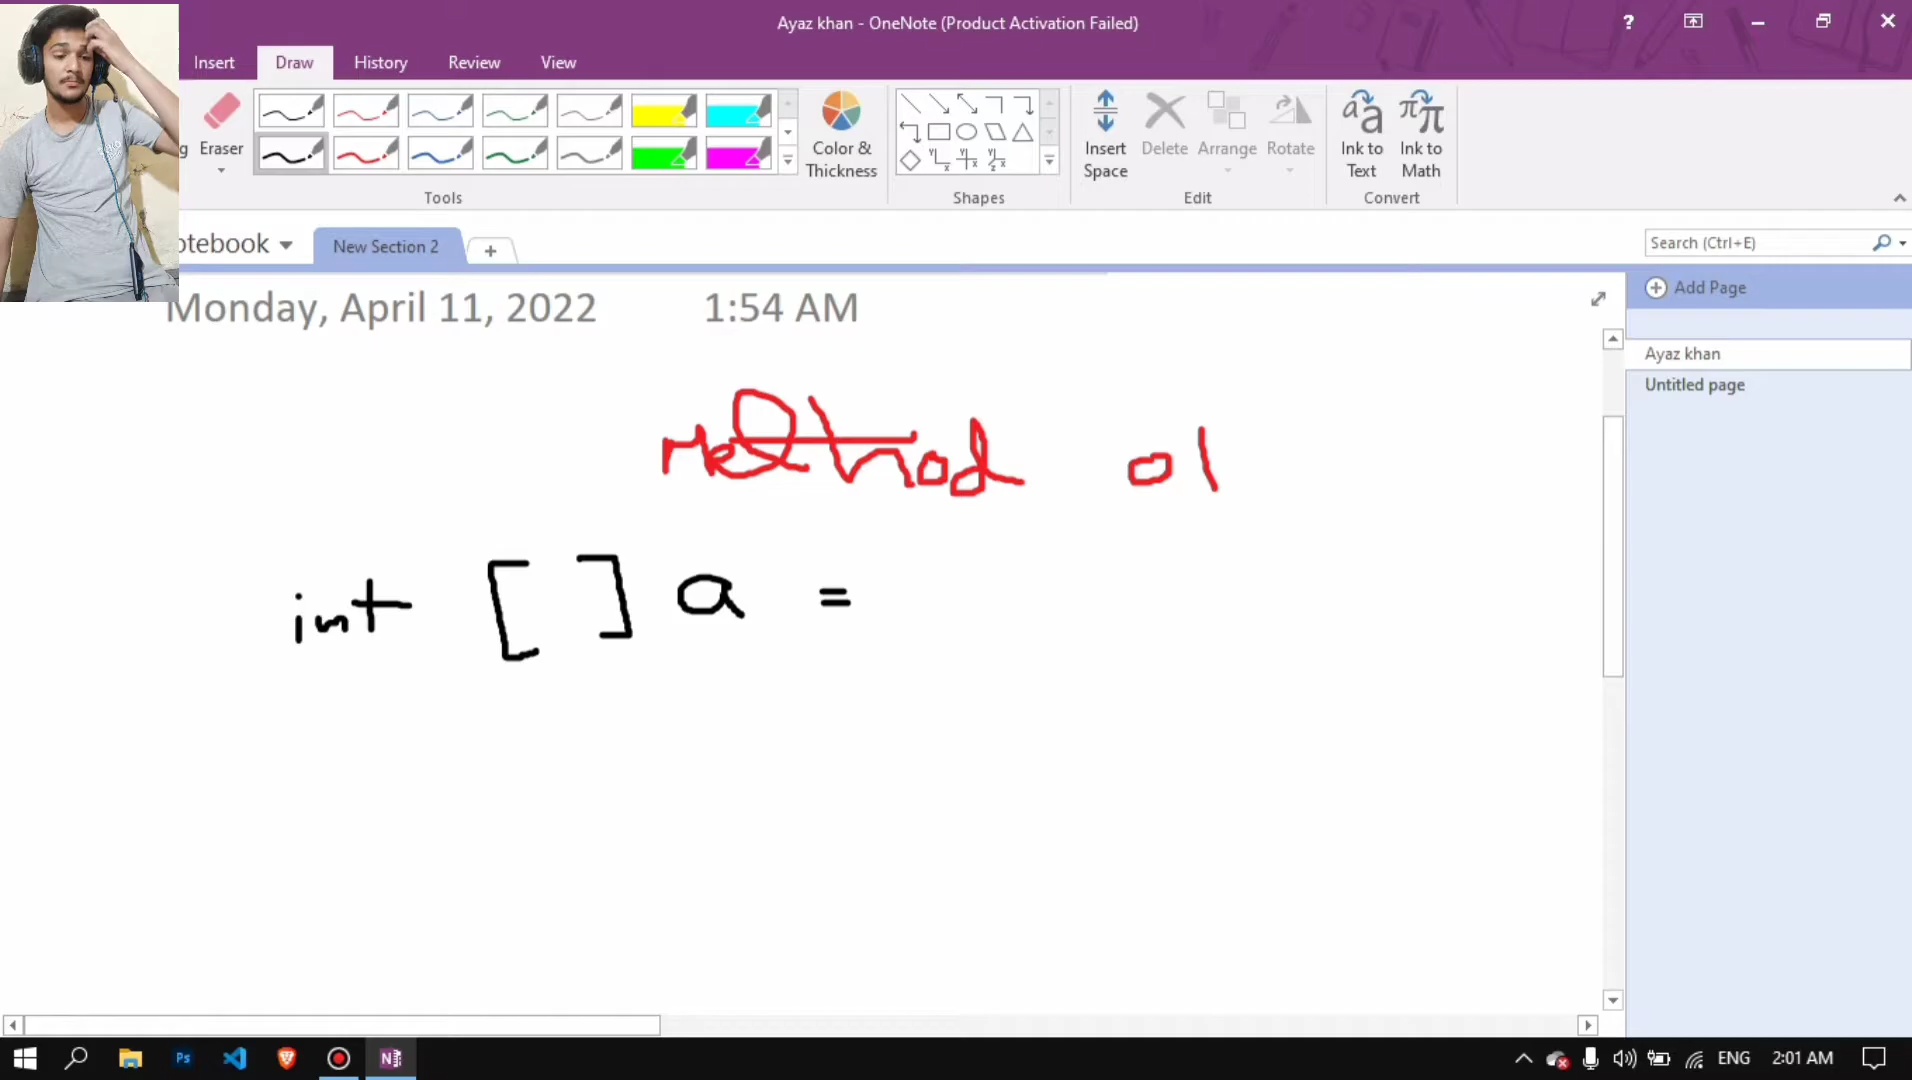 Ayaz khan - OneNote (Product Activation Failed)
Insert Draw History Review View
Eraser
Color & Thickness
Insert Space
Delete
Arrange
Rotate
Ink to Text
Ink to Math
Tools
Shapes
Edit
Convert
otebook
New Section 2
Search (Ctrl+E)
Monday, April 11, 2022 1:54 AM
Add Page
Ayaz khan
Untitled page
Method 01
int [ ] a =
ENG 2:01 AM